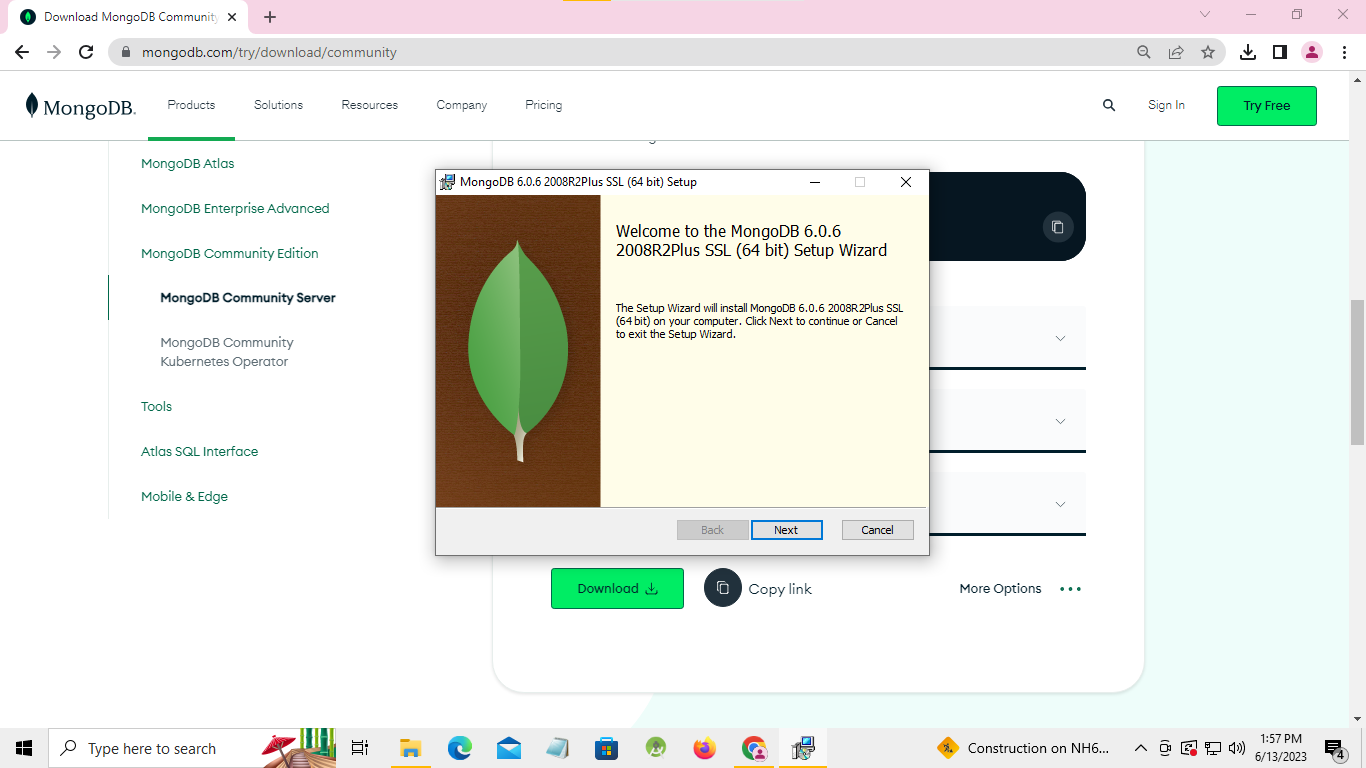 Download MongoDB Community
mongodb.com/try/download/community
MongoDB.
Products
Solutions
Resources
Company
Pricing
Sign In
Try Free
MongoDB Atlas
MongoDB Enterprise Advanced
MongoDB Community Edition
MongoDB Community Server
MongoDB Community
Kubernetes Operator
Tools
Atlas SQL Interface
Mobile & Edge
MongoDB 6.0.6 2008R2Plus SSL (64 bit) Setup
Welcome to the MongoDB 6.0.6
2008R2Plus SSL (64 bit) Setup Wizard
The Setup Wizard will install MongoDB 6.0.6 2008R2Plus SSL
(64 bit) on your computer. Click Next to continue or Cancel
to exit the Setup Wizard.
Back
Next
Cancel
Download
Copy link
More Options
Type here to search
Construction on NH6...
1:57 PM
6/13/2023
4